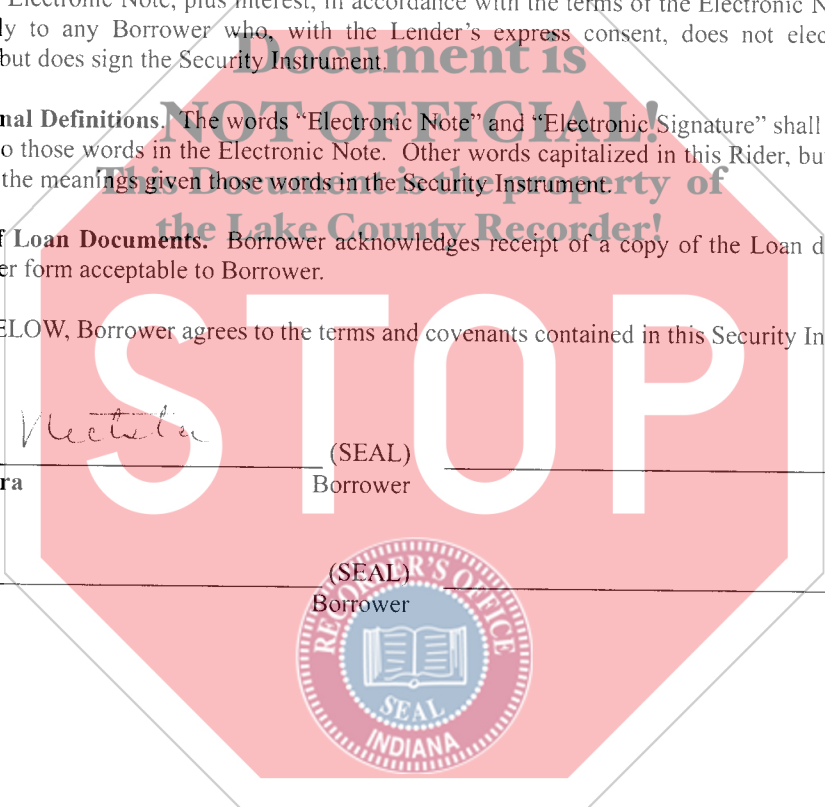 Electronic Note, plus interest, in accordance with the terms of the Electronic N
ly to any Borrower who, with the Lender's express consent, does not elec
but does sign the Security Instrument.
Document is
NOT OFFICIAL!
nal Definitions. The words “Electronic Note” and “Electronic Signature” shall
o those words in the Electronic Note. Other words capitalized in this Rider, bu
the meanings given those words in the Security Instrument.
This Document is the property of
the Lake County Recorder!
f Loan Documents. Borrower acknowledges receipt of a copy of the Loan d
er form acceptable to Borrower.
ELOW, Borrower agrees to the terms and covenants contained in this Security In
STOP
(SEAL)
ra Borrower
(SEAL)
Borrower
RECORDER'S OFFICE
SEAL
INDIANA